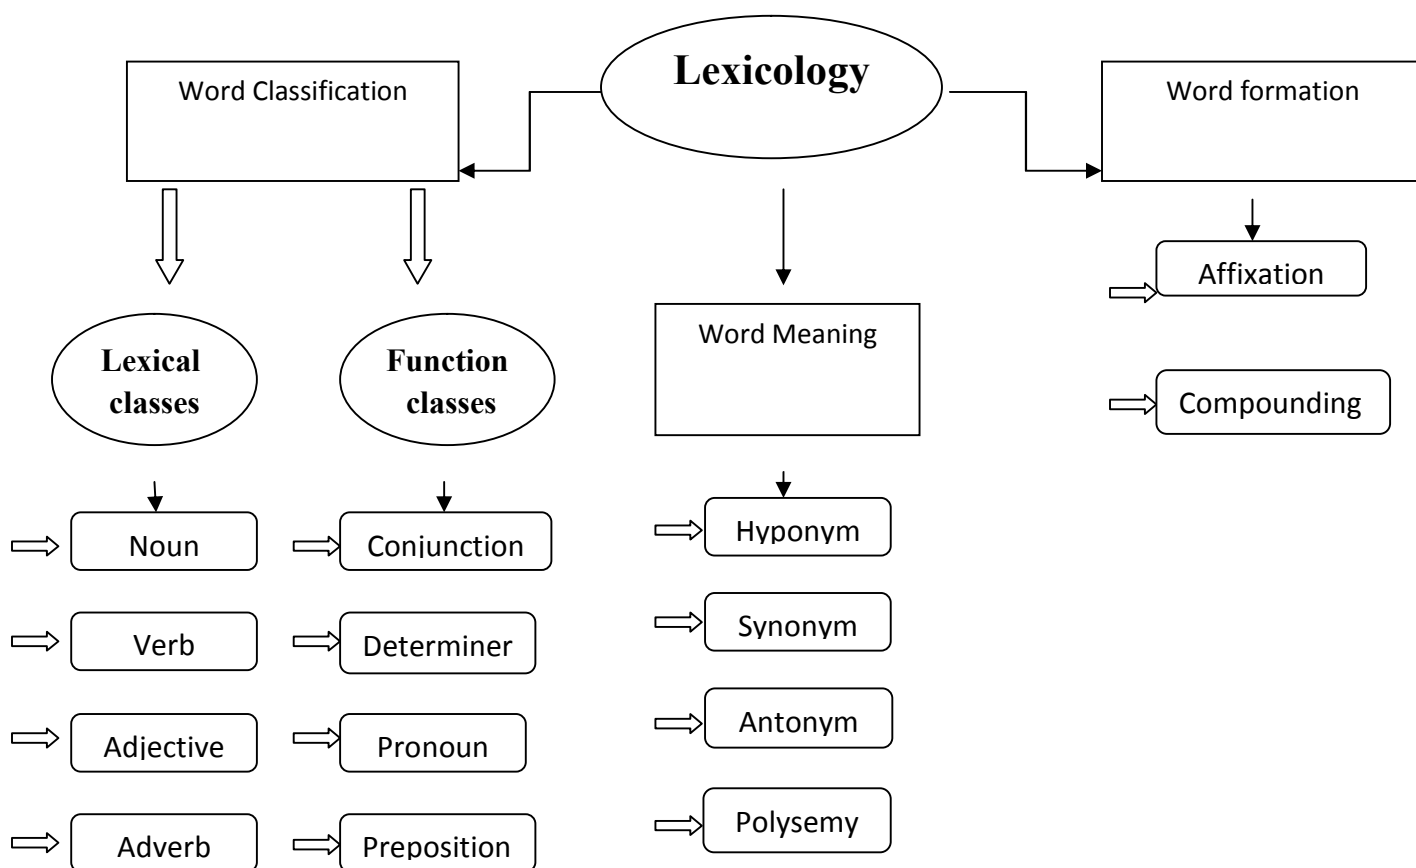 Lexicology
Word Classification
Word formation
Affixation
Compounding
Lexical
classes
Function
classes
Word Meaning
Noun
Verb
Adjective
Adverb
Conjunction
Determiner
Pronoun
Preposition
Hyponym
Synonym
Antonym
Polysemy